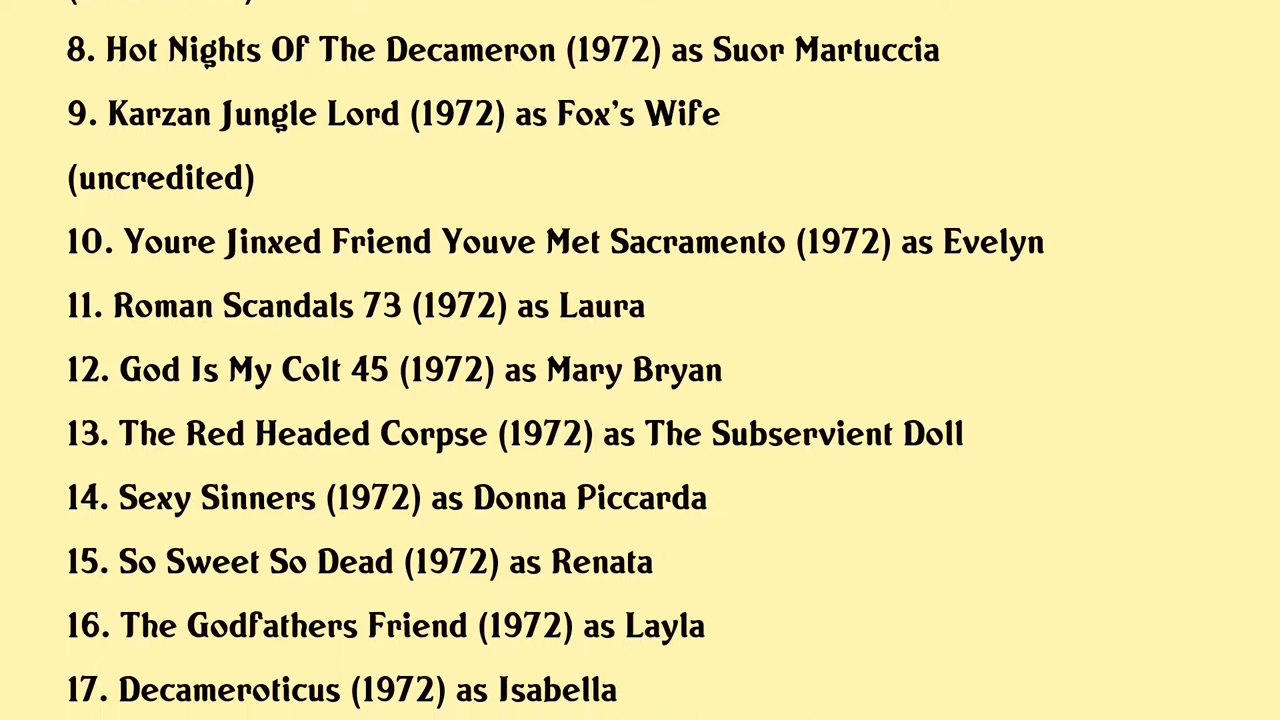 8. Hot Nights Of The Decameron (1972) as Suor Martuccia
9. Karzan Jungle Lord (1972) as Fox's Wife
(uncredited)
10. Youre Jinxed Friend Youve Met Sacramento (1972) as Evelyn
11. Roman Scandals 73 (1972) as Laura
12. God Is My Colt 45 (1972) as Mary Bryan
13. The Red Headed Corpse (1972) as The Subservient Doll
14. Sexy Sinners (1972) as Donna Piccarda
15. So Sweet So Dead (1972) as Renata
16. The Godfathers Friend (1972) as Layla
17. Decameroticus (1972) as Isabella